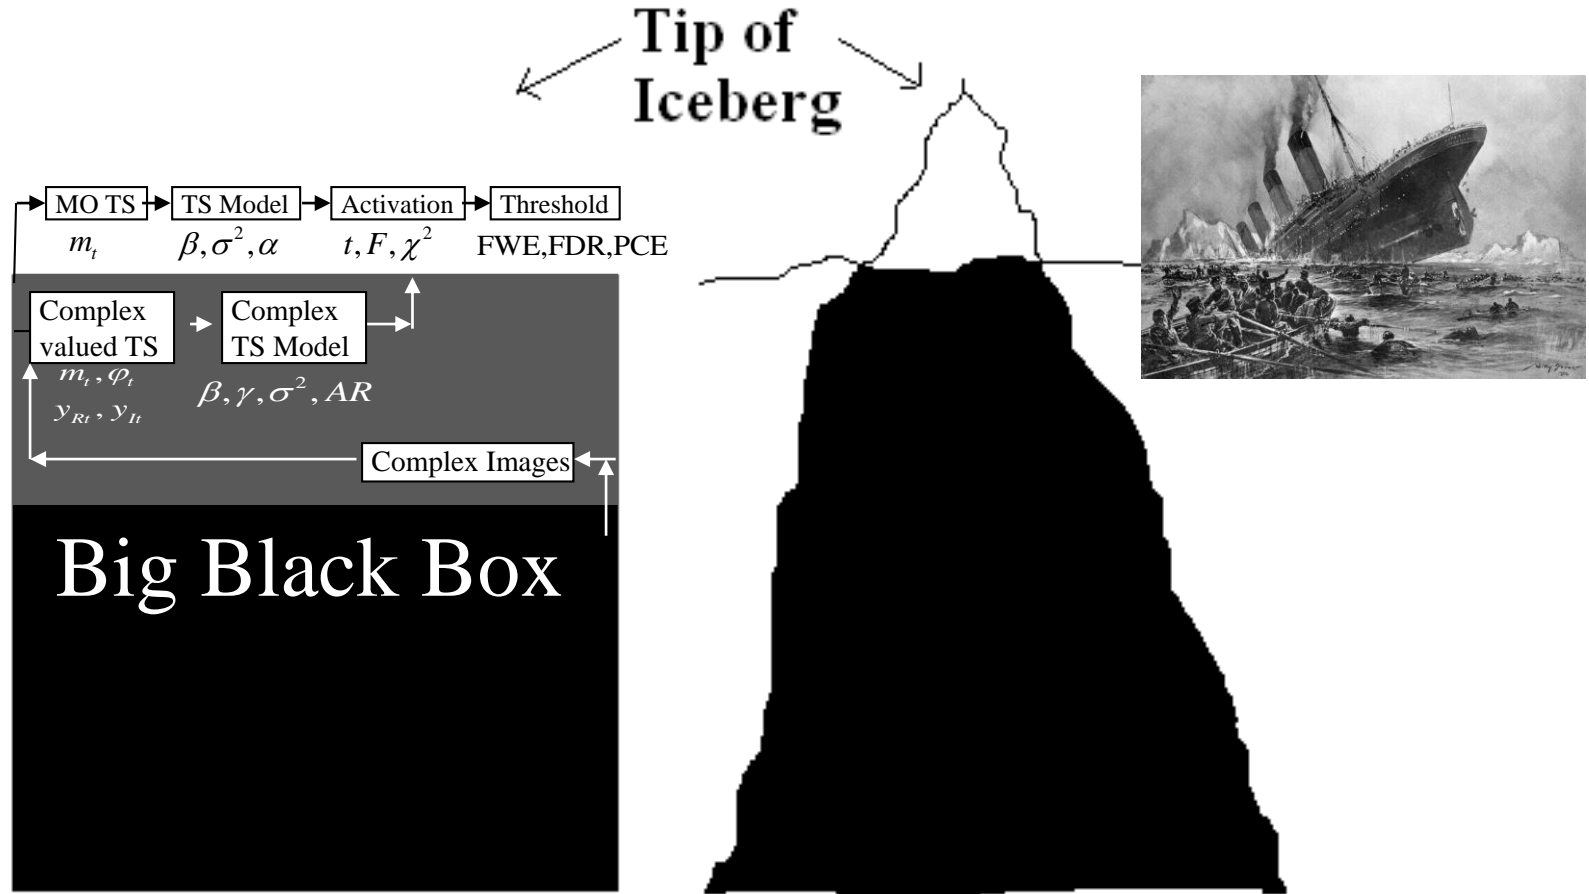 Tip of
Iceberg
MO TS
TS Model
Activation
Threshold
m_t
β, σ², α
t, F, χ²
FWE,FDR,PCE
Complex
valued TS
Complex
TS Model
m_t, φ_t
y_Rt, y_It
β, γ, σ², AR
Complex Images
Big Black Box